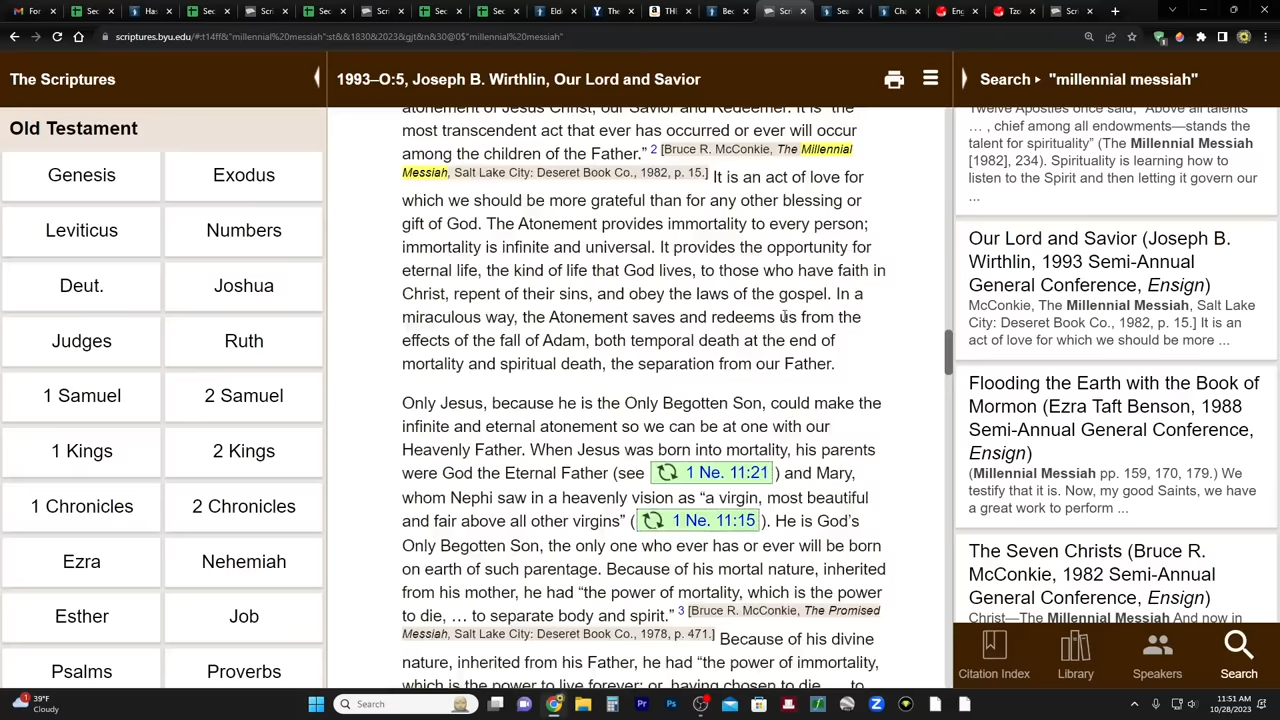 scriptures.byu.edu/#:t14ff&"millennial messiah":st&&1830&2023&gjt&n&30@0$"millennial%20messiah"
The Scriptures
1993–O:5, Joseph B. Wirthlin, Our Lord and Savior
Search ▸ "millennial messiah"
Old Testament
Genesis
Exodus
Leviticus
Numbers
Deut.
Joshua
Judges
Ruth
1 Samuel
2 Samuel
1 Kings
2 Kings
1 Chronicles
2 Chronicles
Ezra
Nehemiah
Esther
Job
Psalms
Proverbs
atonement of Jesus Christ, our Savior and Redeemer. It is “the
most transcendent act that ever has occurred or ever will occur
among the children of the Father.” 2 [Bruce R. McConkie, The Millennial
Messiah, Salt Lake City: Deseret Book Co., 1982, p. 15.] It is an act of love for
which we should be more grateful than for any other blessing or
gift of God. The Atonement provides immortality to every person;
immortality is infinite and universal. It provides the opportunity for
eternal life, the kind of life that God lives, to those who have faith in
Christ, repent of their sins, and obey the laws of the gospel. In a
miraculous way, the Atonement saves and redeems us from the
effects of the fall of Adam, both temporal death at the end of
mortality and spiritual death, the separation from our Father.
Only Jesus, because he is the Only Begotten Son, could make the
infinite and eternal atonement so we can be at one with our
Heavenly Father. When Jesus was born into mortality, his parents
were God the Eternal Father (see 1 Ne. 11:21 ) and Mary,
whom Nephi saw in a heavenly vision as “a virgin, most beautiful
and fair above all other virgins” ( 1 Ne. 11:15 ). He is God’s
Only Begotten Son, the only one who ever has or ever will be born
on earth of such parentage. Because of his mortal nature, inherited
from his mother, he had “the power of mortality, which is the power
to die, … to separate body and spirit.” 3 [Bruce R. McConkie, The Promised
Messiah, Salt Lake City: Deseret Book Co., 1978, p. 471.] Because of his divine
nature, inherited from his Father, he had “the power of immortality,
which is the power to live forever; or, having chosen to die, … to
Twelve Apostles once said, “Above all talents
… , chief among all endowments—stands the
talent for spirituality” (The Millennial Messiah
[1982], 234). Spirituality is learning how to
listen to the Spirit and then letting it govern our
...
Our Lord and Savior (Joseph B.
Wirthlin, 1993 Semi-Annual
General Conference, Ensign)
McConkie, The Millennial Messiah, Salt Lake
City: Deseret Book Co., 1982, p. 15.] It is an
act of love for which we should be more ...
Flooding the Earth with the Book of
Mormon (Ezra Taft Benson, 1988
Semi-Annual General Conference,
Ensign)
(Millennial Messiah pp. 159, 170, 179.) We
testify that it is. Now, my good Saints, we have
a great work to perform ...
The Seven Christs (Bruce R.
McConkie, 1982 Semi-Annual
General Conference, Ensign)
Christ—The Millennial Messiah And now in
Citation Index
Library
Speakers
Search
39°F
Cloudy
Search
11:51 AM
10/28/2023